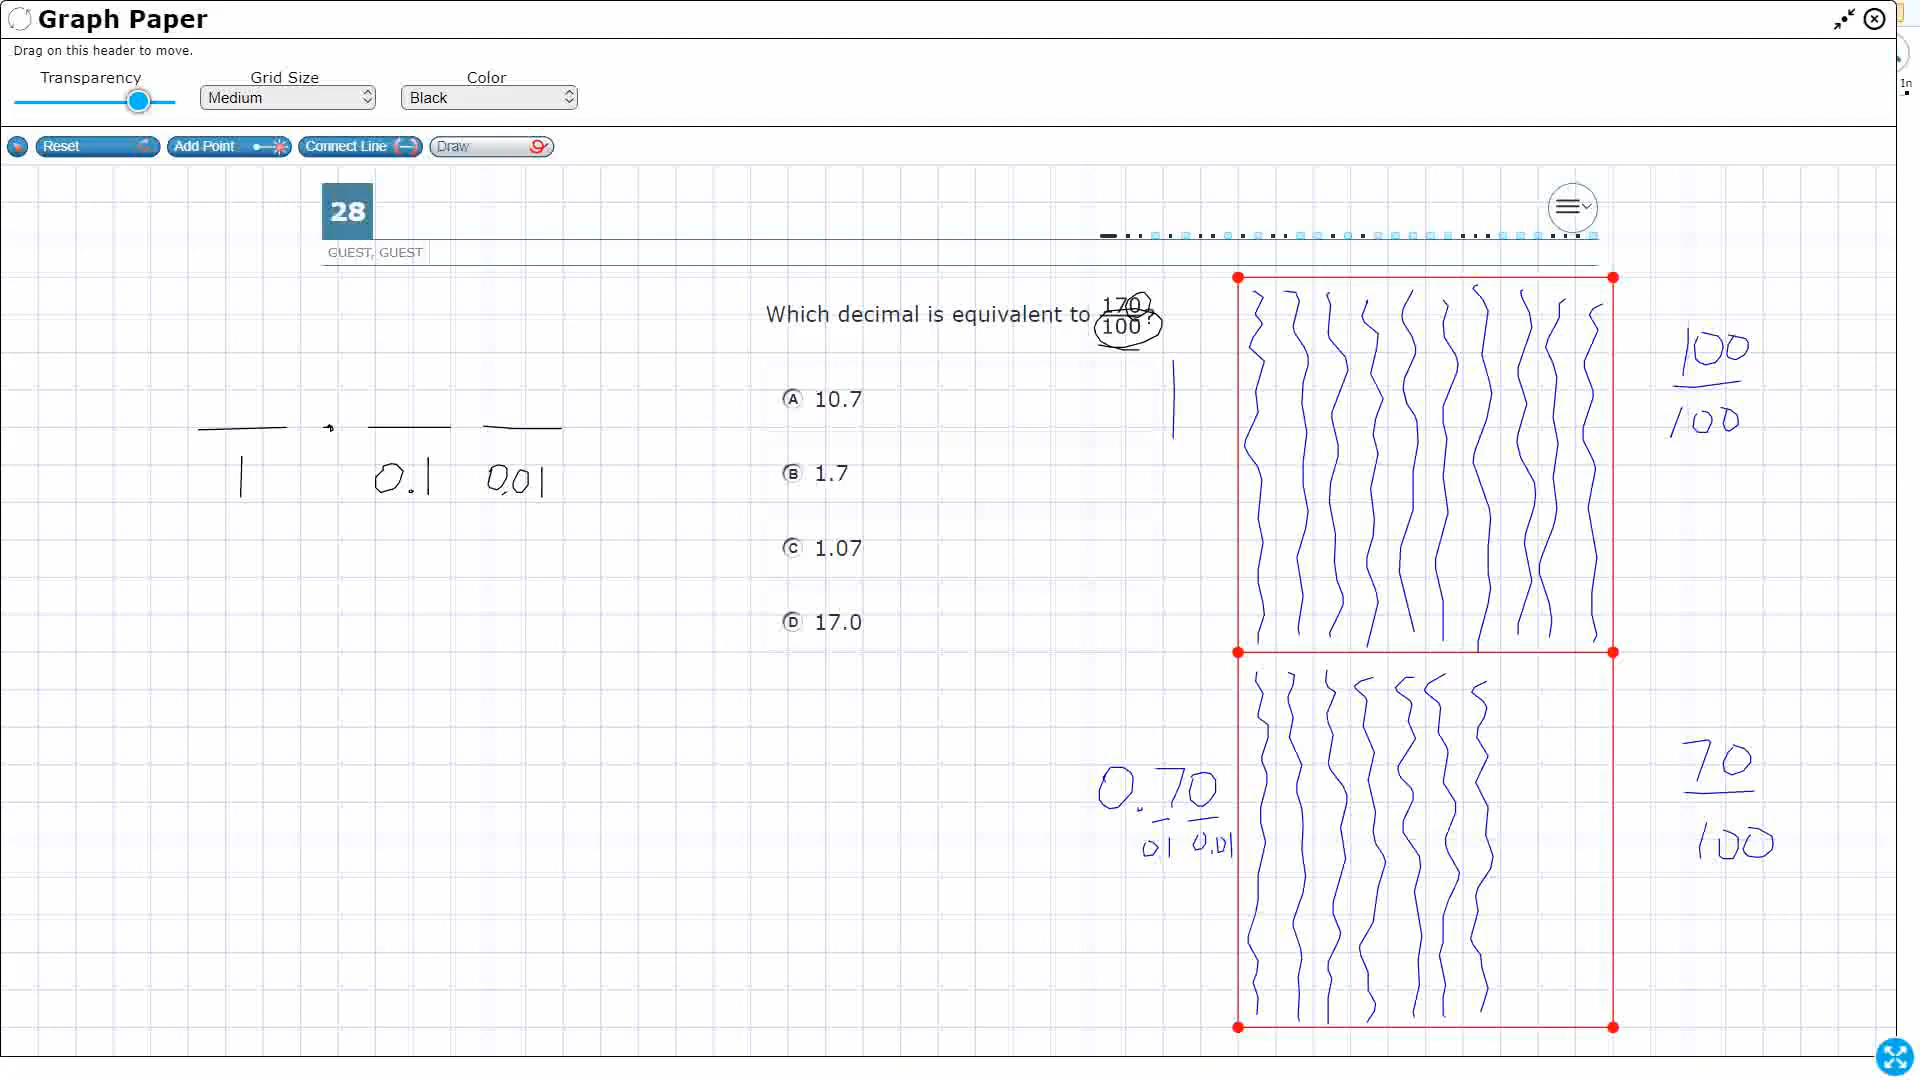 Graph Paper
Drag on this header to move.
Transparency
Grid Size
Color
Medium
Black
Reset
Add Point
Connect Line
Draw
28
GUEST, GUEST
Which decimal is equivalent to 170/100?
A 10.7
B 1.7
C 1.07
D 17.0
1 . 0.1 0.01
1
100
100
0.70
0.1 0.01
70
100
In